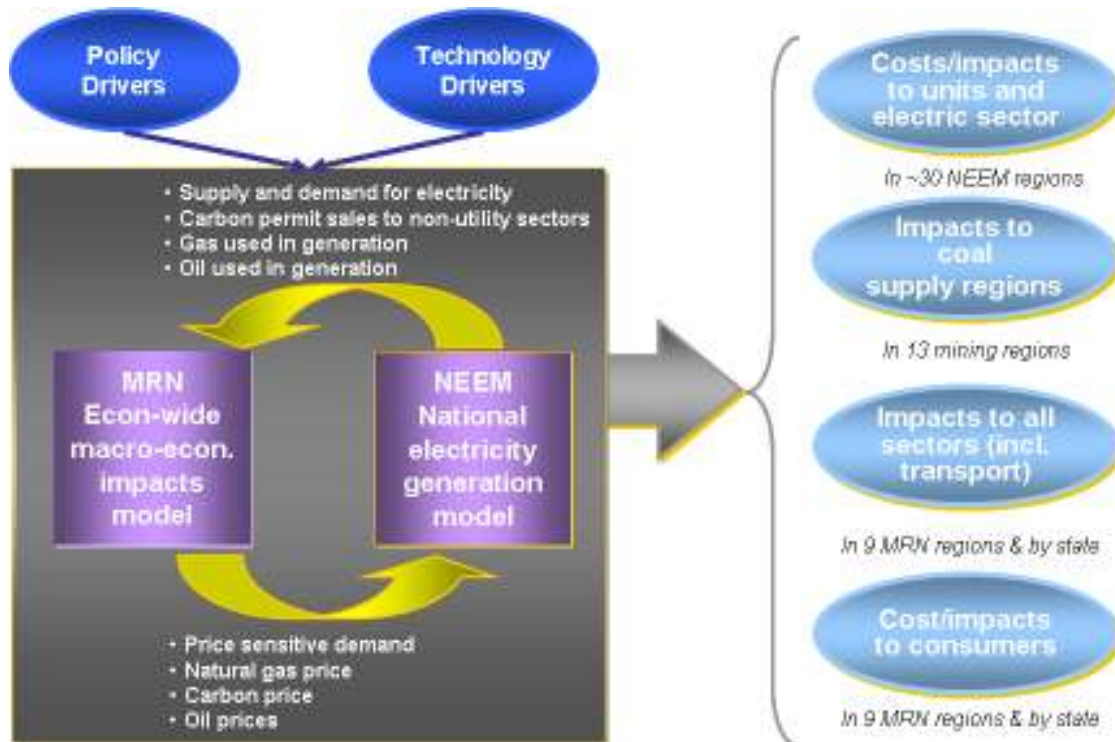 Policy
Drivers
Technology
Drivers
• Supply and demand for electricity
• Carbon permit sales to non-utility sectors
• Gas used in generation
• Oil used in generation
MRN
Econ-wide
macro-econ.
impacts
model
NEEM
National
electricity
generation
model
• Price sensitive demand
• Natural gas price
• Carbon price
• Oil prices
Costs/impacts
to units and
electric sector
In ~30 NEEM regions
Impacts to
coal
supply regions
In 13 mining regions
Impacts to all
sectors (incl.
transport)
In 9 MRN regions & by state
Cost/impacts
to consumers
In 9 MRN regions & by state